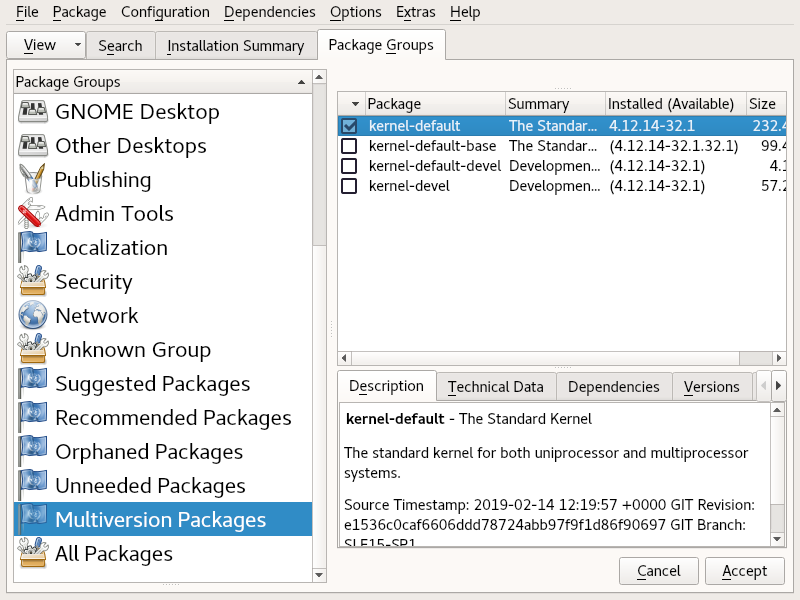 File Package Configuration Dependencies Options Extras Help
View Search Installation Summary Package Groups
Package Groups
GNOME Desktop
Other Desktops
Publishing
Admin Tools
Localization
Security
Network
Unknown Group
Suggested Packages
Recommended Packages
Orphaned Packages
Unneeded Packages
Multiversion Packages
All Packages
Package Summary Installed (Available) Size
kernel-default The Standar... 4.12.14-32.1 232.4
kernel-default-base The Standar... (4.12.14-32.1.32.1) 99.4
kernel-default-devel Developmen... (4.12.14-32.1) 4.1
kernel-devel Developmen... (4.12.14-32.1) 57.2
Description Technical Data Dependencies Versions
kernel-default - The Standard Kernel
The standard kernel for both uniprocessor and multiprocessor
systems.
Source Timestamp: 2019-02-14 12:19:57 +0000 GIT Revision:
e1536c0caf6606ddd78724abb97f9f1d86f90697 GIT Branch:
SLE15-SP1
Cancel Accept